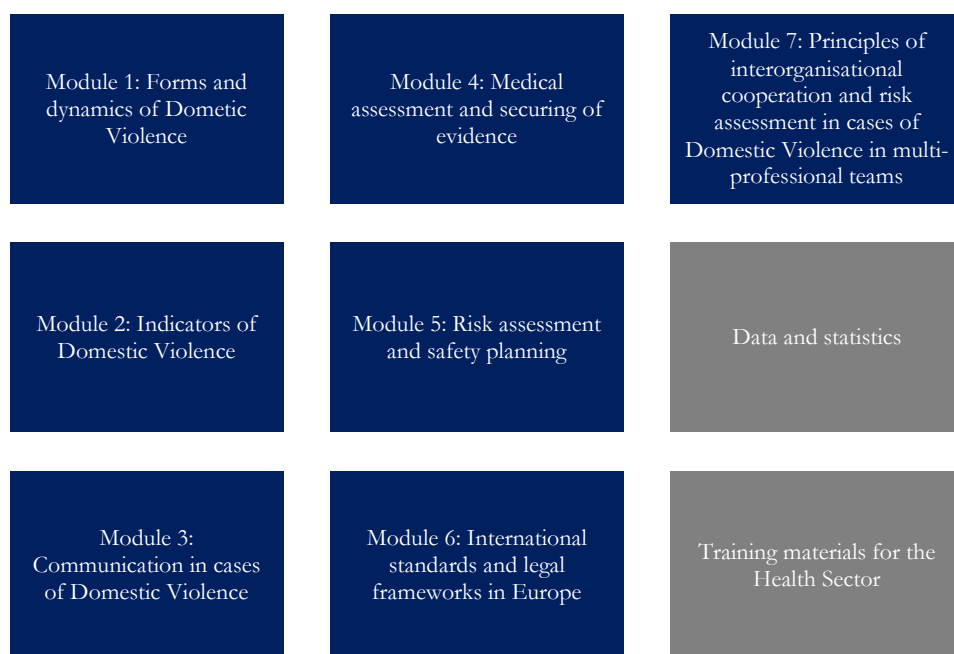 Module 1: Forms and
dynamics of Dometic
Violence
Module 2: Indicators of
Domestic Violence
Module 3:
Communication in cases
of Domestic Violence
Module 4: Medical
assessment and securing of
evidence
Module 5: Risk assessment
and safety planning
Module 6: International
standards and legal
frameworks in Europe
Module 7: Principles of
interorganisational
cooperation and risk
assessment in cases of
Domestic Violence in multi-
professional teams
Data and statistics
Training materials for the
Health Sector